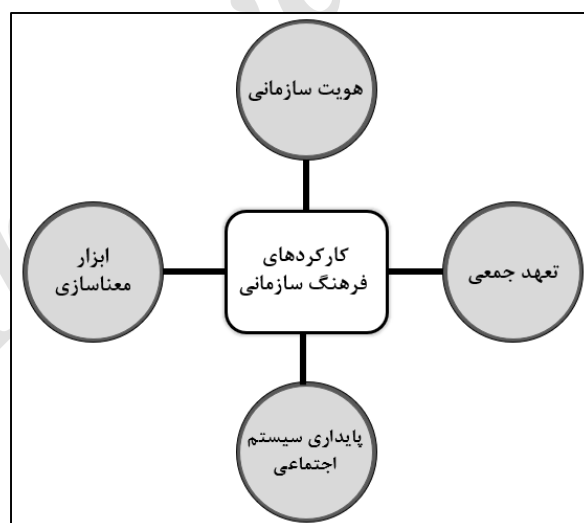 هویت سازمانی
کارکردهای
فرهنگ سازمانی
تعهد جمعی
ابزار
معناسازی
پایداری سیستم
اجتماعی